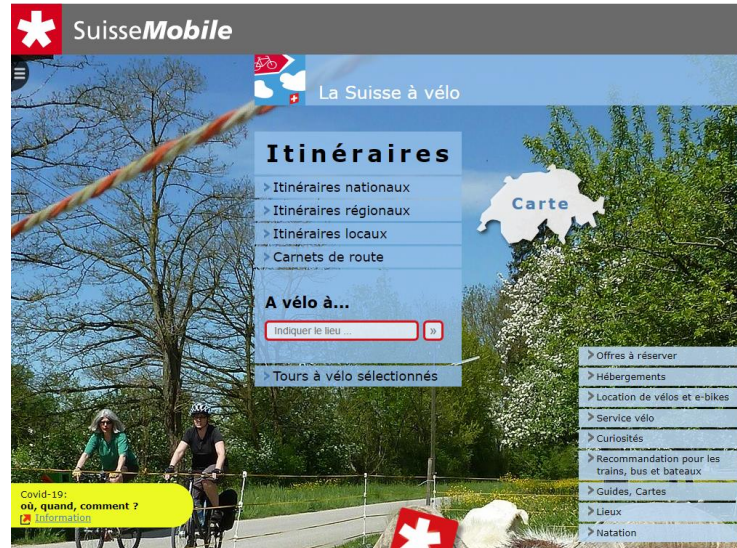 SuisseMobile
La Suisse à vélo
Itinéraires
Itinéraires nationaux
Itinéraires régionaux
Itinéraires locaux
Carnets de route
A vélo à...
Indiquer le lieu ...
»
Tours à vélo sélectionnés
Carte
Offres à réserver
Hébergements
Location de vélos et e-bikes
Service vélo
Curiosités
Recommandation pour les
trains, bus et bateaux
Guides, Cartes
Lieux
Natation
Covid-19:
où, quand, comment ?
Information